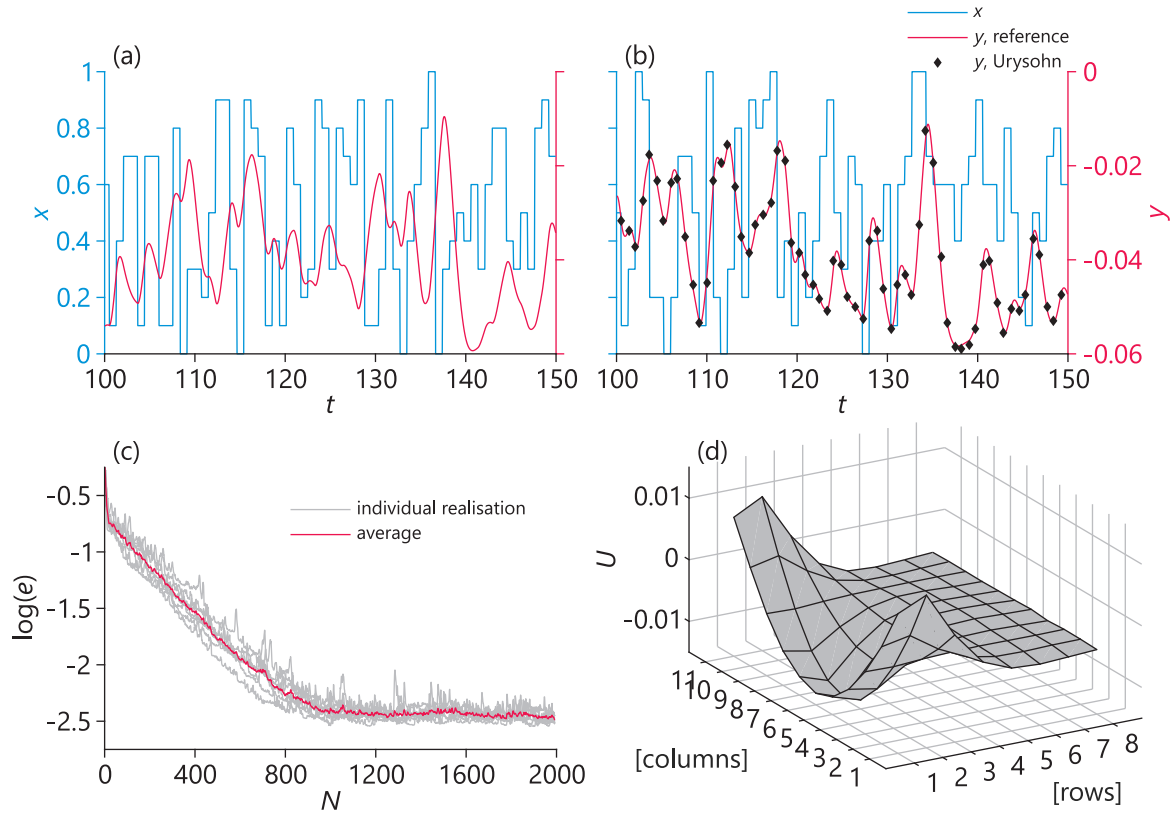 x
y, reference
y, Urysohn
(a)
(b)
1
0.8
0.6
0.4
0.2
0
x
100 110 120 130 140 150
t
100 110 120 130 140 150
t
0
-0.02
-0.04
-0.06
y
(c)
-0.5
-1
-1.5
-2
-2.5
log(e)
individual realisation
average
0 400 800 1200 1600 2000
N
(d)
0.01
0
-0.01
U
11 10 9 8 7 6 5 4 3 2 1
[columns]
1 2 3 4 5 6 7 8
[rows]